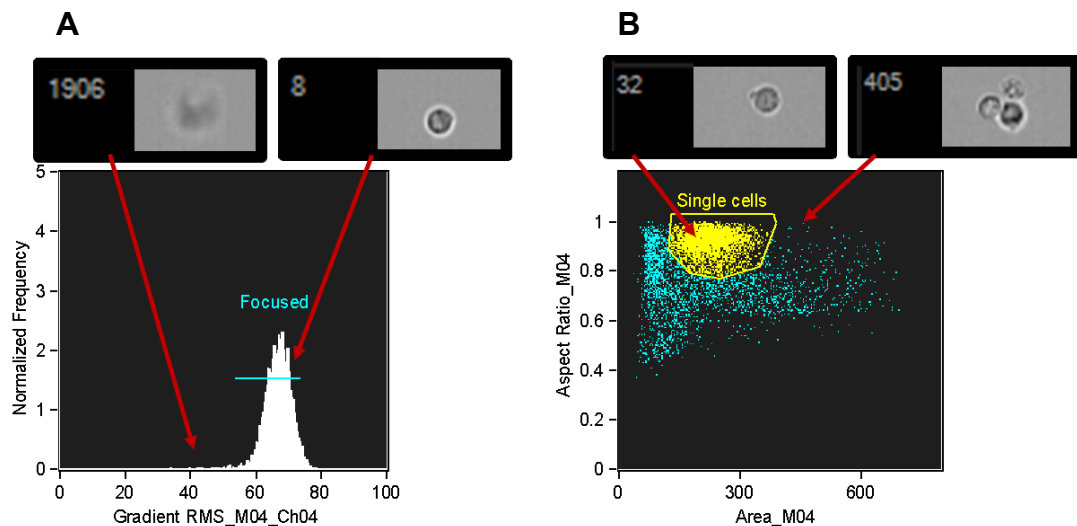 A
1906
8
5
4
3
2
1
0
Normalized Frequency
Focused
0 20 40 60 80 100
Gradient RMS_M04_Ch04
B
32
405
1
0.8
0.6
0.4
0.2
0
Aspect Ratio_M04
Single cells
0 300 600
Area_M04